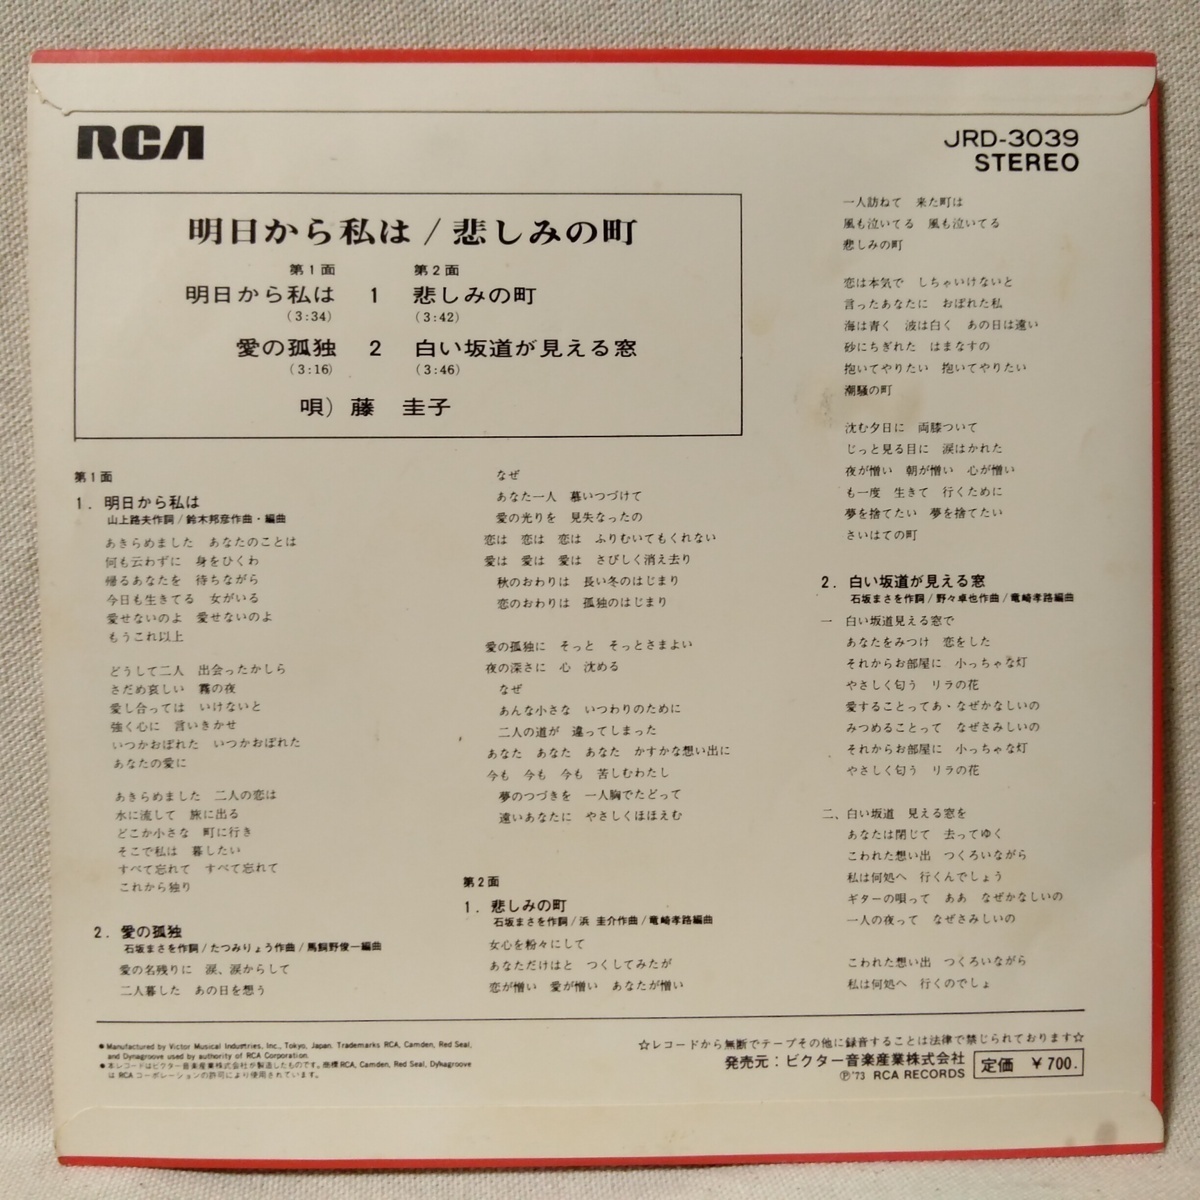 RCA
JRD-3039
STEREO
明日から私は / 悲しみの町
第1面 第2面
明日から私は 1 悲しみの町
(3:34) (3:42)
愛の孤独 2 白い坂道が見える窓
(3:16) (3:46)
唄) 藤 圭子
第1面
1. 明日から私は
山上路夫作詞/鈴木邦彦作曲・編曲
あきらめました あなたのことは
何も云わずに 身をひくわ
帰るあなたを 待ちながら
今日も生きてる 女がいる
愛せないのよ 愛せないのよ
もうこれ以上
どうして二人 出会ったかしら
さだめ哀しい 霧の夜
愛し合っては いけないと
強く心に 言いきかせ
いつかおぼれた いつかおぼれた
あなたの愛に
あきらめました 二人の恋は
水に流して 旅に出る
どこか小さな 町に行き
そこで私は 暮したい
すべて忘れて すべて忘れて
これから独り
2. 愛の孤独
石坂まさを作詞/たつみりょう作曲/馬飼野俊一編曲
愛の名残りに 涙、涙からして
二人暮した あの日を想う
なぜ
あなた一人 慕いつづけて
愛の光りを 見失なったの
恋は 恋は 恋は ふりむいてもくれない
愛は 愛は 愛は さびしく消え去り
秋のおわりは 長い冬のはじまり
恋のおわりは 孤独のはじまり
愛の孤独に そっと そっとさまよい
夜の深さに 心 沈める
なぜ
あんな小さな いつわりのために
二人の道が 違ってしまった
あなた あなた あなた かすかな想い出に
今も 今も 今も 苦しむわたし
夢のつづきを 一人胸でたどって
遠いあなたに やさしくほほえむ
第2面
1. 悲しみの町
石坂まさを作詞/浜 圭介作曲/竜崎孝路編曲
女心を粉々にして
あなただけはと つくしてみたが
恋が憎い 愛が憎い あなたが憎い
一人訪ねて 来た町は
風も泣いてる 風も泣いてる
悲しみの町
恋は本気で しちゃいけないと
言ったあなたに おぼれた私
海は青く 波は白く あの日は遠い
砂にちぎれた はまなすの
抱いてやりたい 抱いてやりたい
潮騒の町
沈む夕日に 両膝ついて
じっと見る目に 涙はかれた
夜が憎い 朝が憎い 心が憎い
も一度 生きて 行くために
夢を捨てたい 夢を捨てたい
さいはての町
2. 白い坂道が見える窓
石坂まさを作詞/野々卓也作曲/竜崎孝路編曲
一 白い坂道見える窓で
あなたをみつけ 恋をした
それからお部屋に 小っちゃな灯
やさしく匂う リラの花
愛することってあゝなぜかなしいの
みつめることって なぜさみしいの
それからお部屋に 小っちゃな灯
やさしく匂う リラの花
二、白い坂道 見える窓を
あなたは閉じて 去ってゆく
こわれた想い出 つくろいながら
私は何処へ 行くんでしょう
ギターの唄って ああ なぜかなしいの
一人の夜って なぜさみしいの
こわれた想い出 つくろいながら
私は何処へ 行くのでしょ
●Manufactured by Victor Musical Industries, Inc., Tokyo, Japan. Trademarks RCA, Camden, Red Seal,
and Dynagroove used by authority of RCA Corporation.
●本レコードはビクター音楽産業株式会社が製造したものです。商標RCA, Camden, Red Seal, Dynagroove
は RCA コーポレーションの許可により使用されています。
☆レコードから無断でテープその他に録音することは法律で禁じられております☆
発売元：ビクター音楽産業株式会社
Ⓟ'73 RCA RECORDS
定価 ￥700.